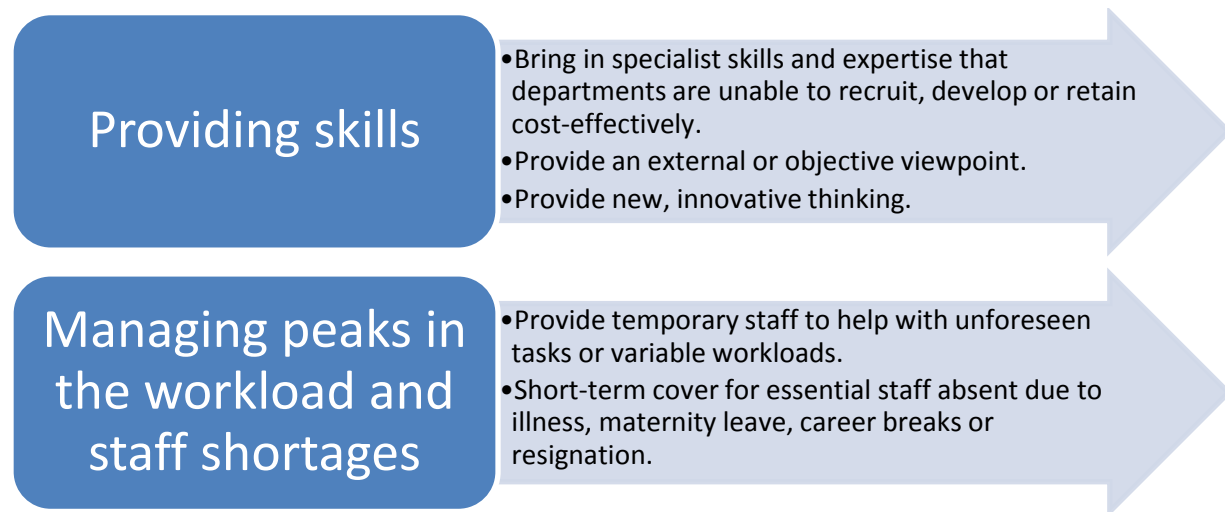 Providing skills
•Bring in specialist skills and expertise that
departments are unable to recruit, develop or retain
cost-effectively.
•Provide an external or objective viewpoint.
•Provide new, innovative thinking.
Managing peaks in
the workload and
staff shortages
•Provide temporary staff to help with unforeseen
tasks or variable workloads.
•Short-term cover for essential staff absent due to
illness, maternity leave, career breaks or
resignation.